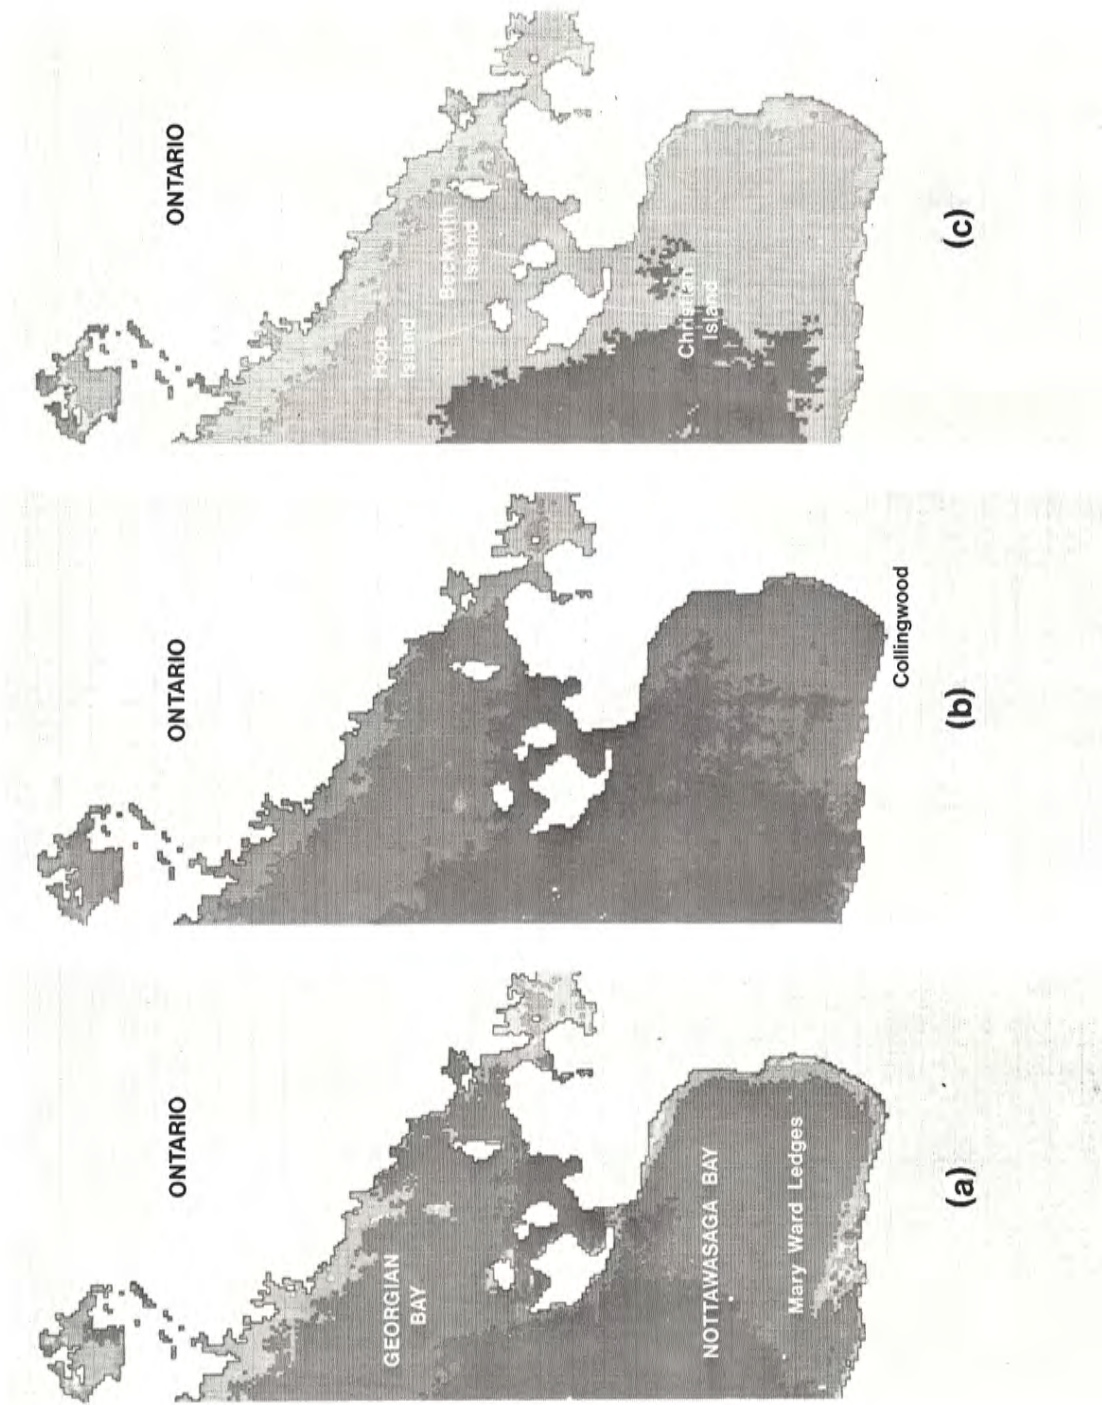 ONTARIO
GEORGIAN
BAY
NOTTAWASAGA BAY
Mary Ward Ledges
(a)
ONTARIO
Collingwood
(b)
ONTARIO
Hope
Island
Beckwith
Island
Christian
Island
(c)